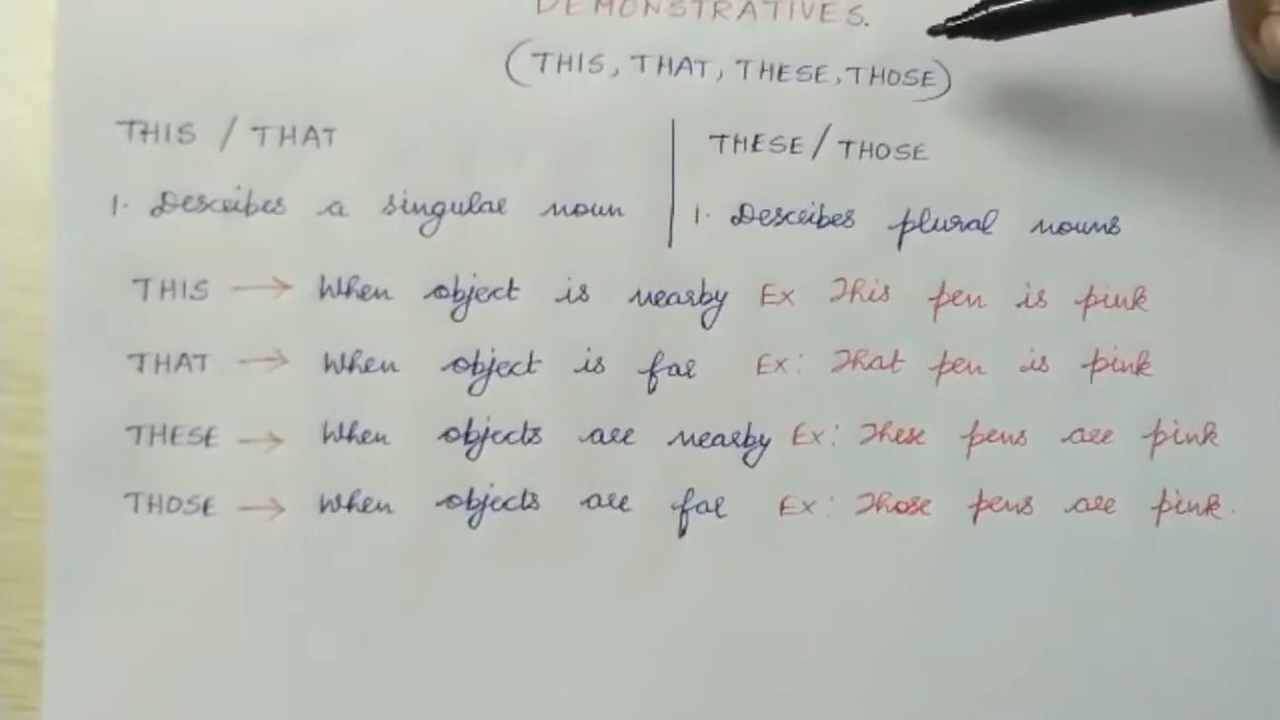 DEMONSTRATIVES.
(THIS, THAT, THESE, THOSE)
THIS / THAT
1. Describes a singular noun
THESE / THOSE
1. Describes plural nouns
THIS → When object is nearby Ex This pen is pink
THAT → When object is far Ex: That pen is pink
THESE → When objects are nearby Ex: These pens are pink
THOSE → When objects are far Ex: Those pens are pink.